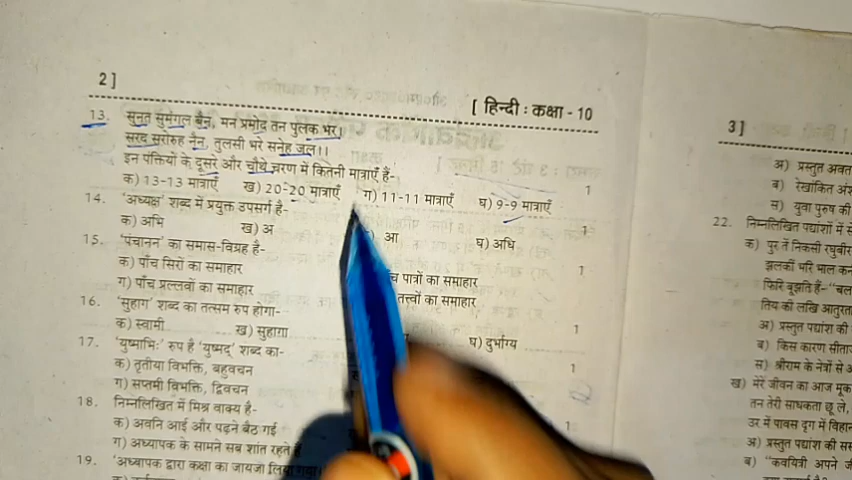 2]
[ हिन्दी : कक्षा - 10
13. सुनत सुमंगल बैन, मन प्रमोद तन पुलक भर।
सरद सरोरुह नैन, तुलसी भरे सनेह जल।।
इन पंक्तियों के दूसरे और चौथे चरण में कितनी मात्राएँ हैं- 1
क) 13-13 मात्राएँ ख) 20-20 मात्राएँ ग) 11-11 मात्राएँ घ) 9-9 मात्राएँ
14. 'अध्यक्ष' शब्द में प्रयुक्त उपसर्ग है- 1
क) अभि ख) अ आ घ) अधि
15. 'पंचानन' का समास-विग्रह है- 1
क) पाँच सिरों का समाहार पात्रों का समाहार
ग) पाँच प्रल्लवों का समाहार तत्त्वों का समाहार
16. 'सुहाग' शब्द का तत्सम रुप होगा- 1
क) स्वामी ख) सुहागा घ) दुर्भाग्य
17. 'युष्माभिः' रुप है 'युष्मद्' शब्द का- 1
क) तृतीया विभक्ति, बहुवचन
ग) सप्तमी विभक्ति, द्विवचन
18. निम्नलिखित में मिश्र वाक्य है- 1
क) अवनि आई और पढ़ने बैठ गई
ग) अध्यापक के सामने सब शांत रहते हैं
19. 'अध्यापक द्वारा कक्षा का जायजा लिया गया।
3]
अ) प्रस्तुत अवत
ब) रेखांकित अंश
स) युवा पुरुष की
22. निम्नलिखित पद्यांशों में
क) पुर तें निकसी रघुबीर
झलकीं भरि भाल कन
फिरि बूझति हैं- "चल
तिय की लखि आतुरता
अ) प्रस्तुत पद्यांश की
ब) किस कारण सीता
स) श्रीराम के नेत्रों से अ
ख) मेरे जीवन का आज मूक
तन तेरी साधकता छू ले,
उर में पावस दृग में विहान
अ) प्रस्तुत पद्यांश की स
ब) "कवयित्री अपने ज